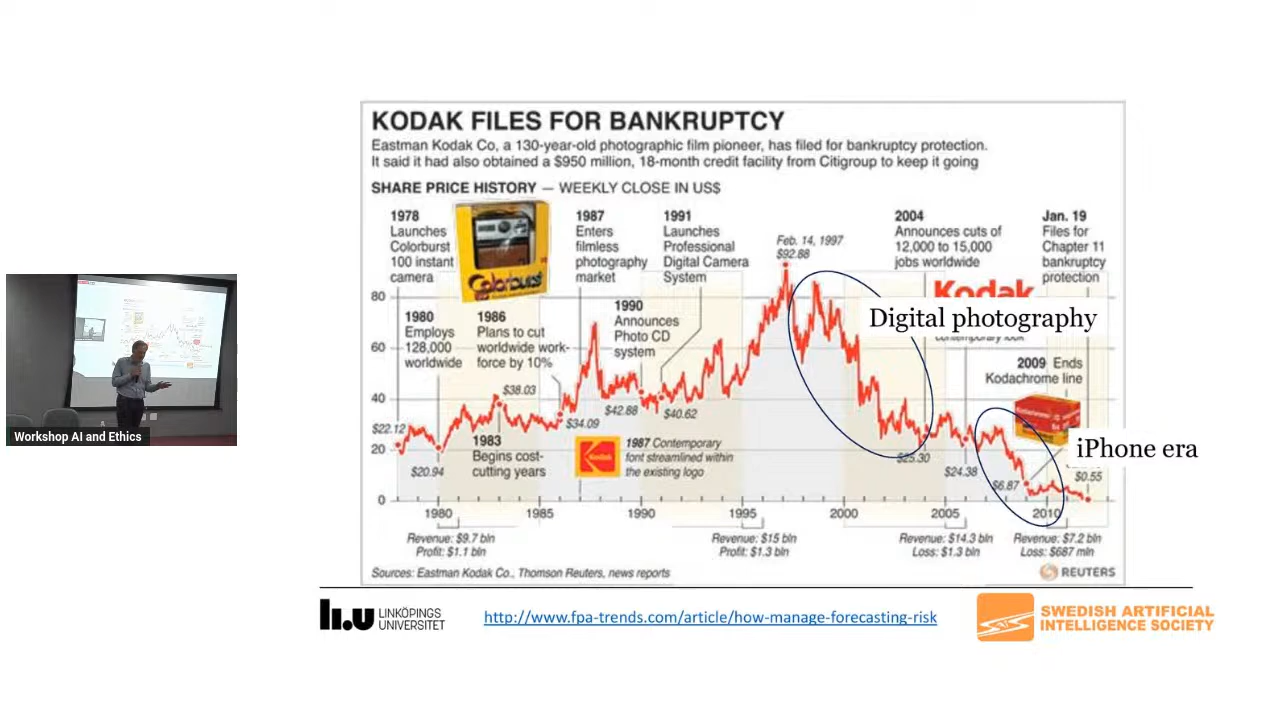 KODAK FILES FOR BANKRUPTCY
Eastman Kodak Co, a 130-year-old photographic film pioneer, has filed for bankruptcy protection.
It said it had also obtained a $950 million, 18-month credit facility from Citigroup to keep it going
SHARE PRICE HISTORY — WEEKLY CLOSE IN US$
1978
Launches
Colorburst
100 instant
camera
Colorburst
1987
Enters
filmless
photography
market
1991
Launches
Professional
Digital Camera
System
Feb. 14, 1997
$92.88
2004
Announces cuts of
12,000 to 15,000
jobs worldwide
Jan. 19
Files for
Chapter 11
bankruptcy
protection
Kodak
contemporary look
Digital photography
1980
Employs
128,000
worldwide
1986
Plans to cut
worldwide work-
force by 10%
1990
Announces
Photo CD
system
2009 Ends
Kodachrome line
80
60
40
20
0
$22.12
$20.94
$38.03
$34.09
$42.88
$40.62
$25.30
$24.38
$6.87
$0.55
1983
Begins cost-
cutting years
Kodak
1987 Contemporary
font streamlined within
the existing logo
iPhone era
1980
1985
1990
1995
2000
2005
2010
Revenue: $9.7 bln
Profit: $1.1 bln
Revenue: $15 bln
Profit: $1.3 bln
Revenue: $14.3 bln
Loss: $1.3 bln
Revenue: $7.2 bln
Loss: $687 mln
Sources: Eastman Kodak Co., Thomson Reuters, news reports
REUTERS
Workshop AI and Ethics
li.u LINKÖPINGS
UNIVERSITET
http://www.fpa-trends.com/article/how-manage-forecasting-risk
SWEDISH ARTIFICIAL
INTELLIGENCE SOCIETY